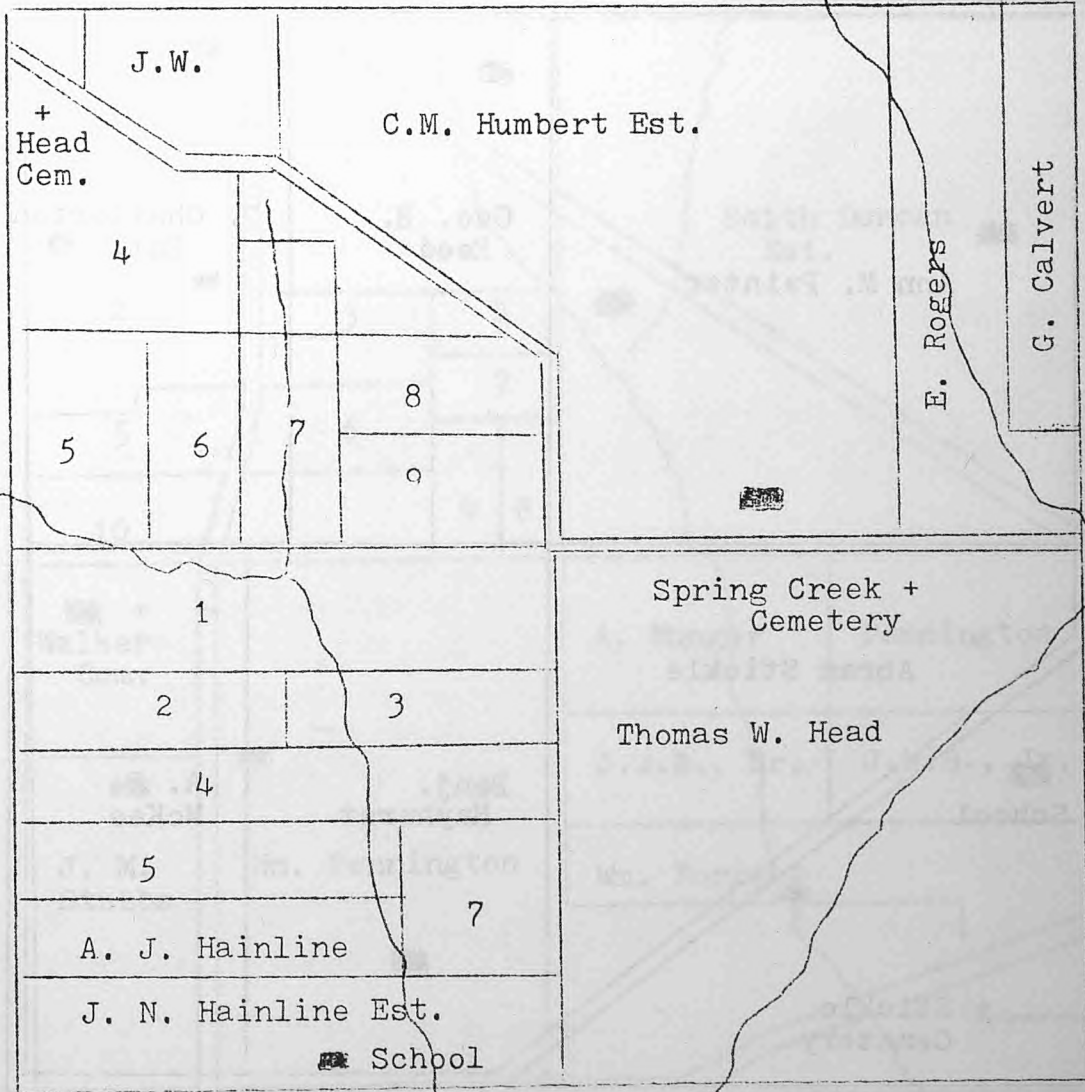 J.W.
C.M. Humbert Est.
+
Head
Cem.
4
E. Rogers
G. Calvert
8
5
6
7
9
1
Spring Creek +
Cemetery
2
3
Thomas W. Head
4
5
7
A. J. Hainline
J. N. Hainline Est.
School